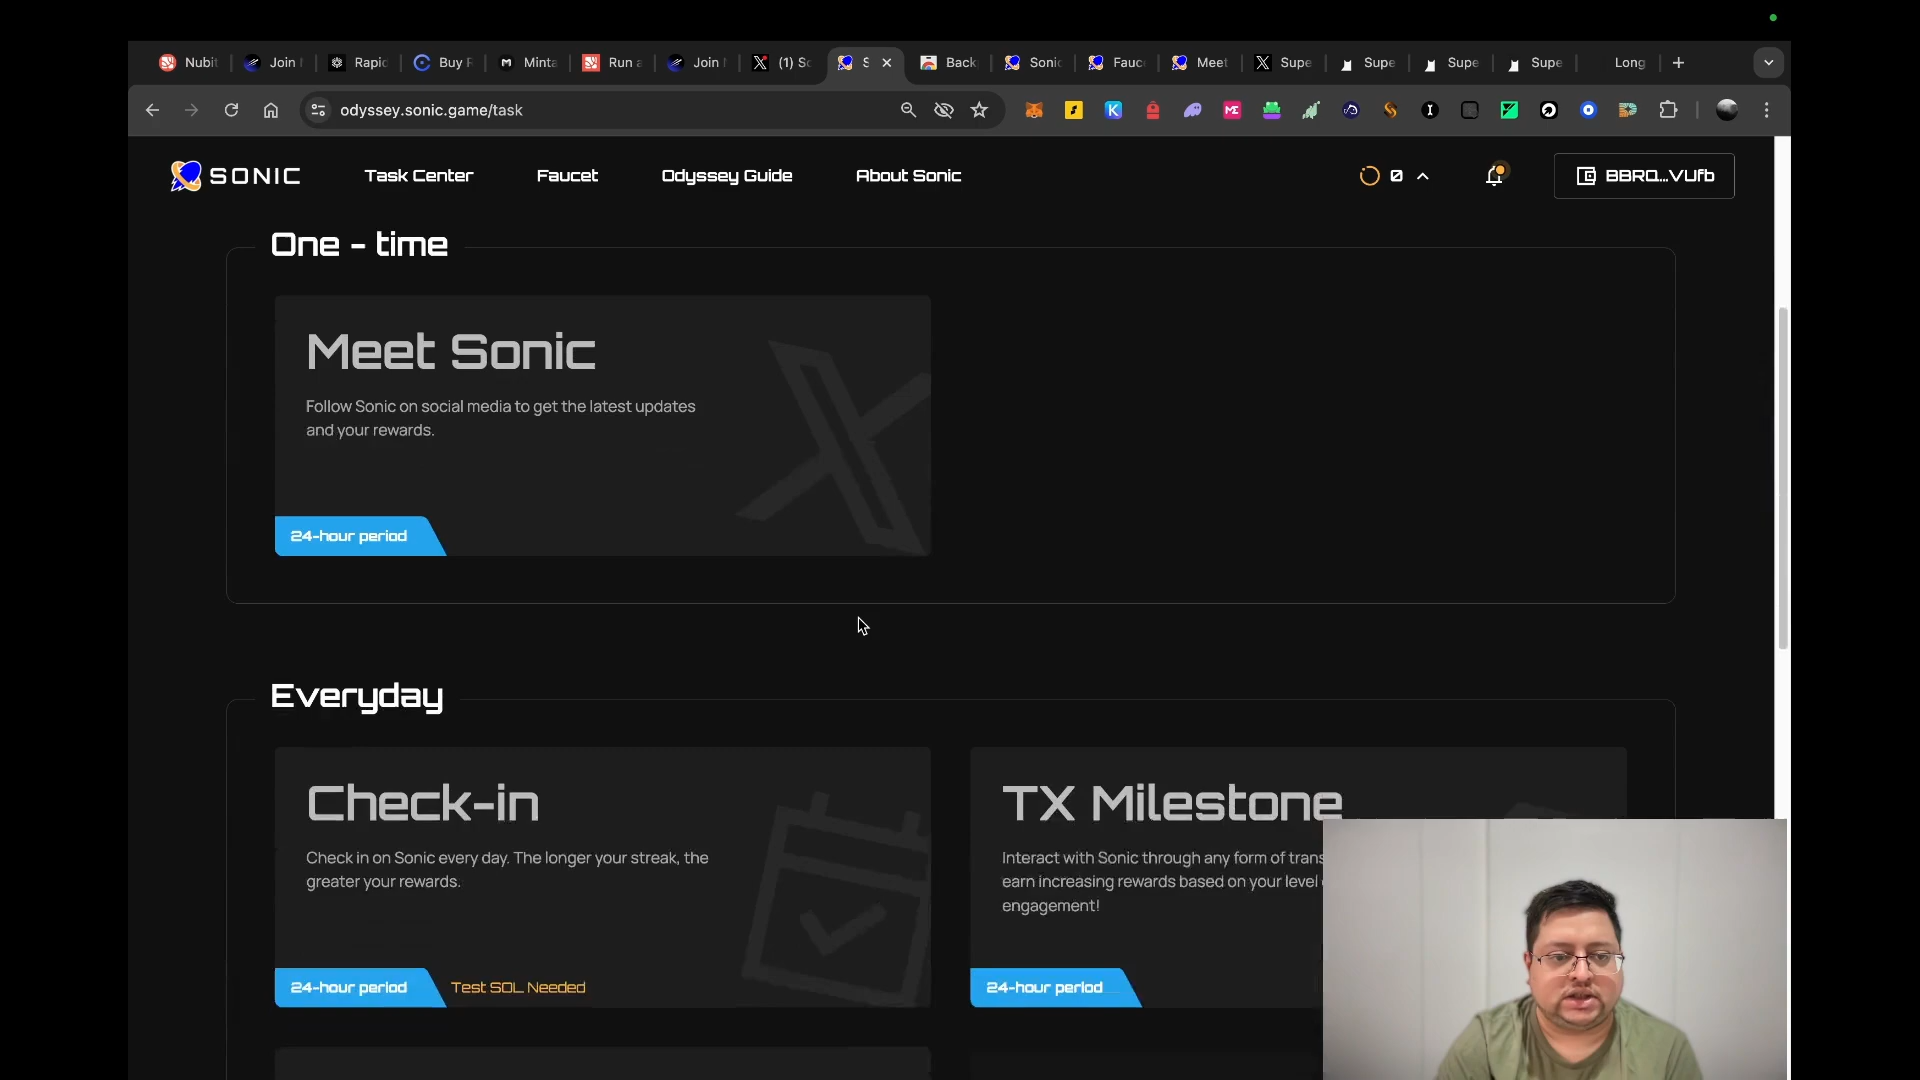 Nubit
Join
Rapid
Buy F
Minta
Run a
Join
(1) Sc
S
Back
Sonic
Fauc
Meet
Supe
Supe
Supe
Supe
Long
odyssey.sonic.game/task
SONIC
Task Center
Faucet
Odyssey Guide
About Sonic
0
BBRQ...VUfb
One - time
Meet Sonic
Follow Sonic on social media to get the latest updates
and your rewards.
24-hour period
Everyday
Check-in
Check in on Sonic every day. The longer your streak, the
greater your rewards.
24-hour period
Test SOL Needed
TX Milestone
Interact with Sonic through any form of trans
earn increasing rewards based on your level
engagement!
24-hour period